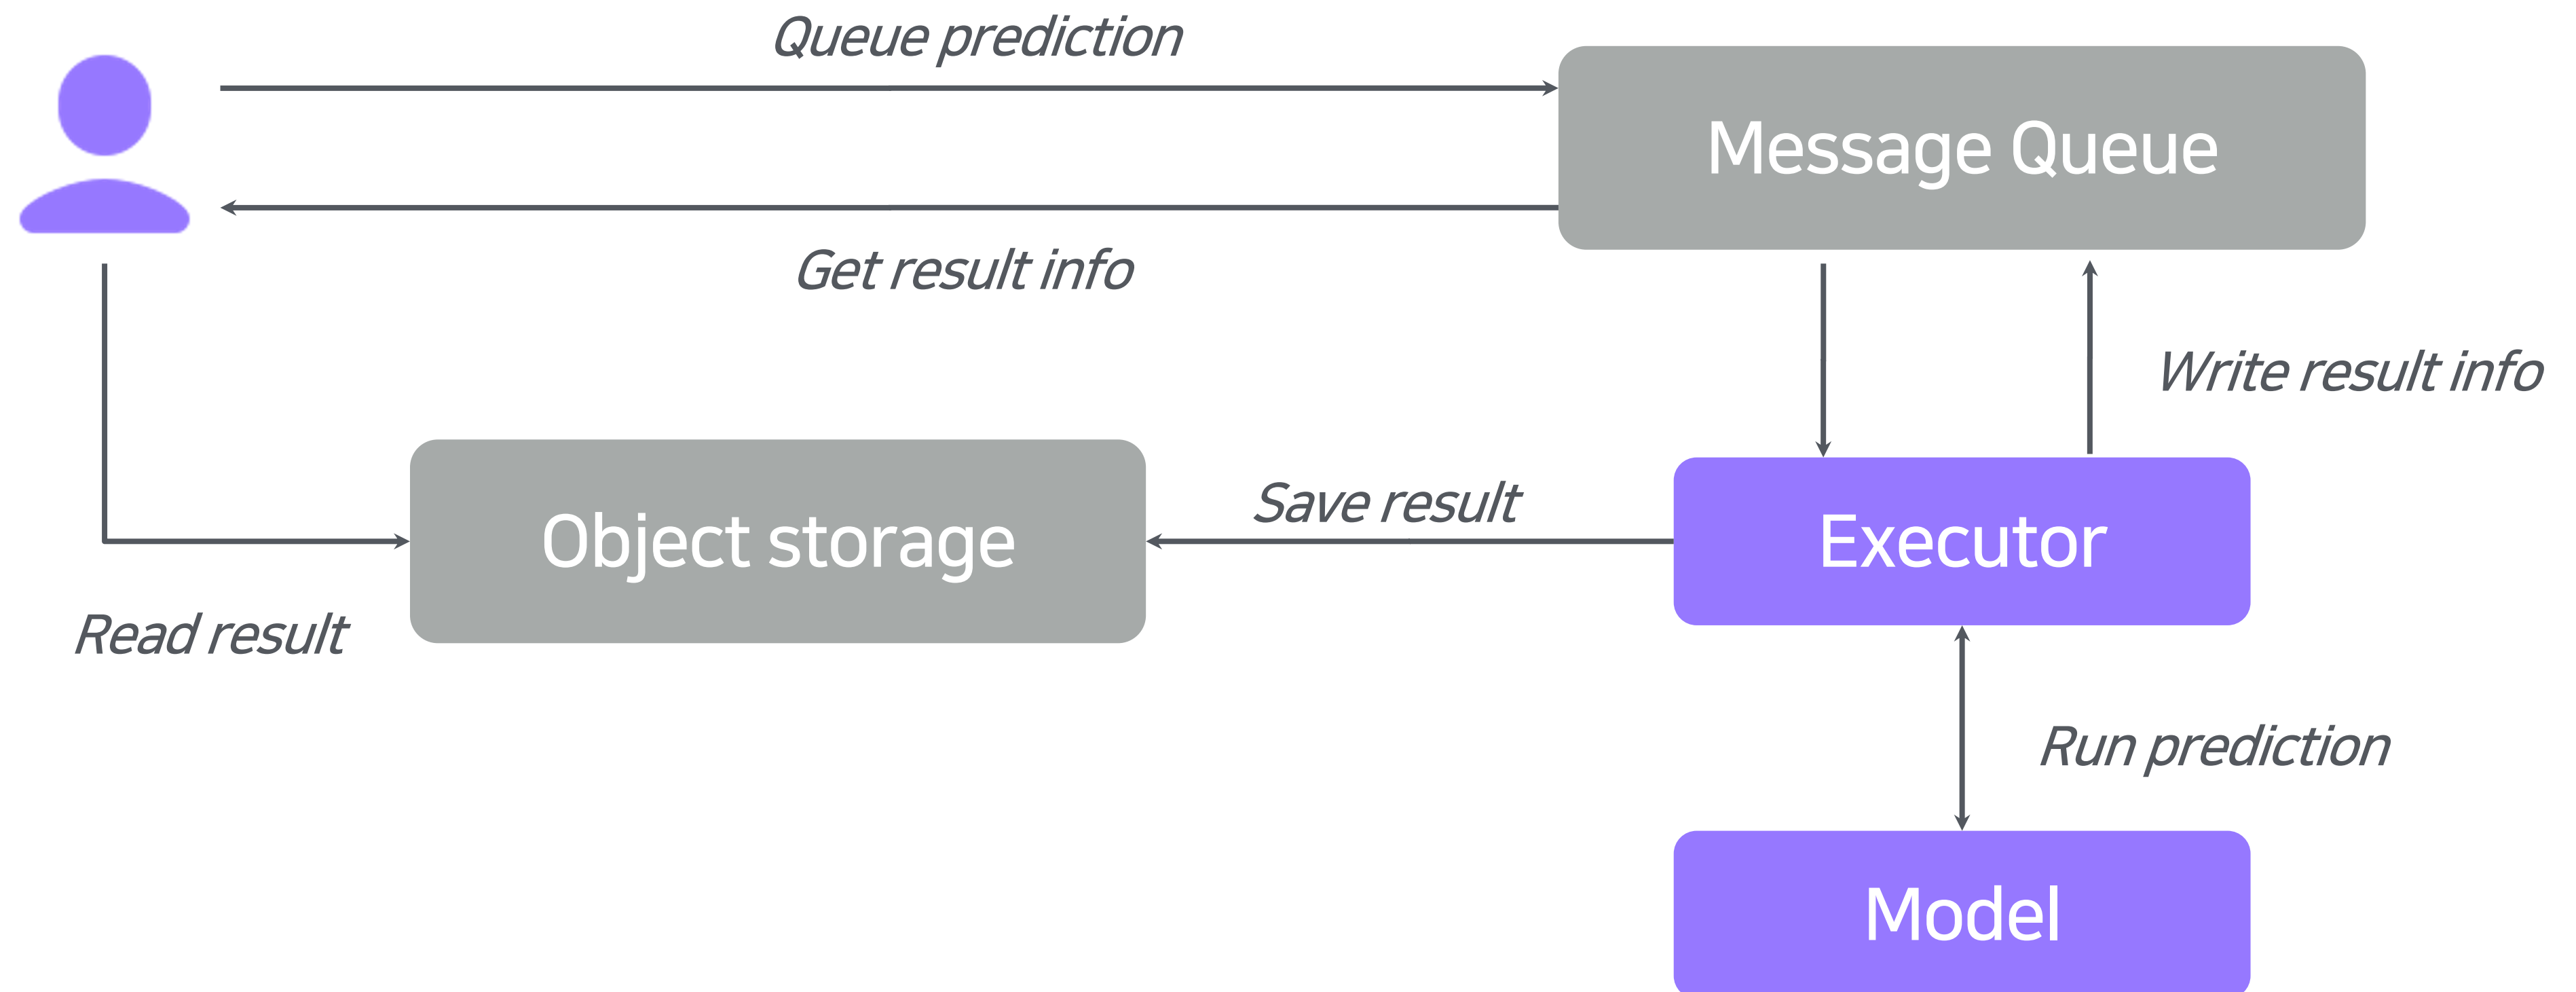 Queue prediction
Message Queue
Get result info
Write result info
Save result
Object storage
Executor
Read result
Run prediction
Model